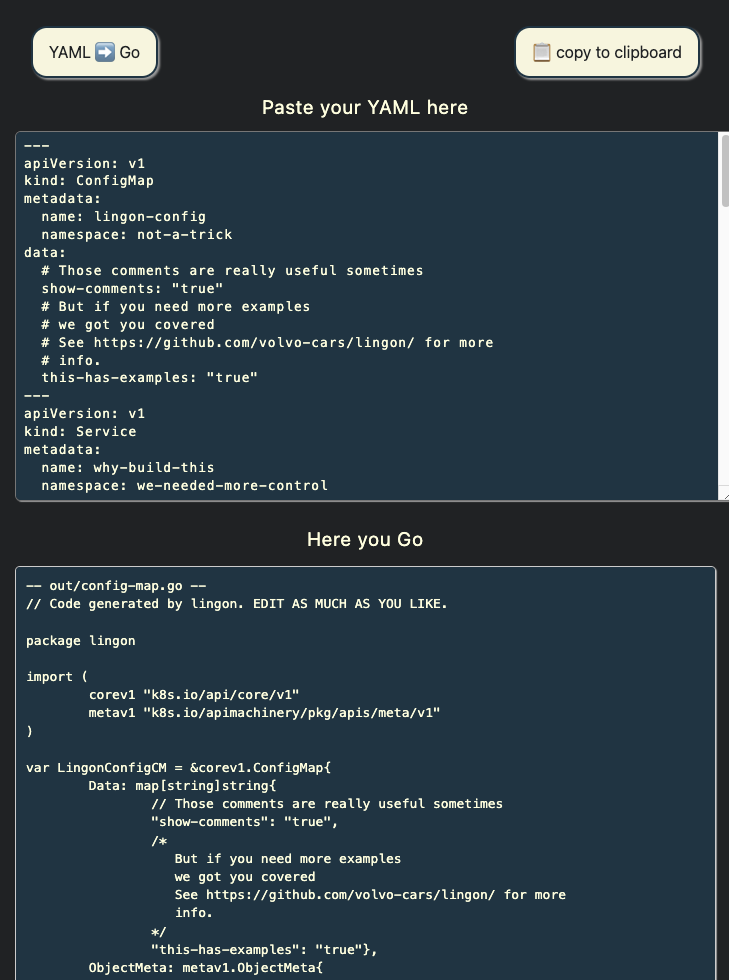 YAML ➡️ Go
📋 copy to clipboard
Paste your YAML here
---
apiVersion: v1
kind: ConfigMap
metadata:
  name: lingon-config
  namespace: not-a-trick
data:
  # Those comments are really useful sometimes
  show-comments: "true"
  # But if you need more examples
  # we got you covered
  # See https://github.com/volvo-cars/lingon/ for more
  # info.
  this-has-examples: "true"
---
apiVersion: v1
kind: Service
metadata:
  name: why-build-this
  namespace: we-needed-more-control
Here you Go
-- out/config-map.go --
// Code generated by lingon. EDIT AS MUCH AS YOU LIKE.

package lingon

import (
        corev1 "k8s.io/api/core/v1"
        metav1 "k8s.io/apimachinery/pkg/apis/meta/v1"
)

var LingonConfigCM = &corev1.ConfigMap{
        Data: map[string]string{
                // Those comments are really useful sometimes
                "show-comments": "true",
                /*
                   But if you need more examples
                   we got you covered
                   See https://github.com/volvo-cars/lingon/ for more
                   info.
                */
                "this-has-examples": "true"},
        ObjectMeta: metav1.ObjectMeta{